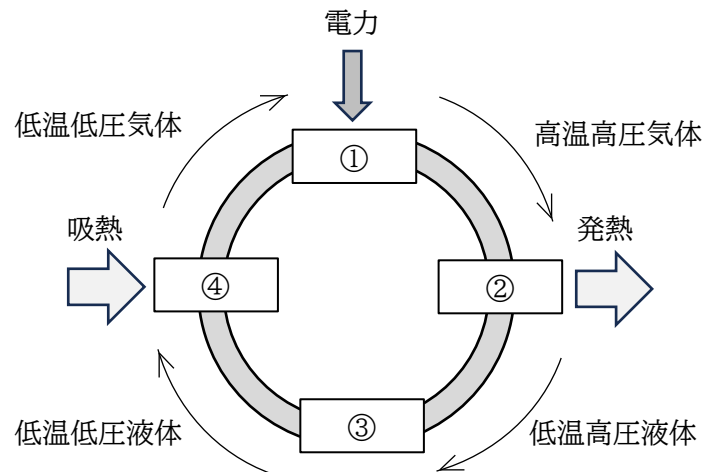 電力
低温低圧気体
高温高圧気体
①
吸熱
発熱
④
②
低温低圧液体
③
低温高圧液体